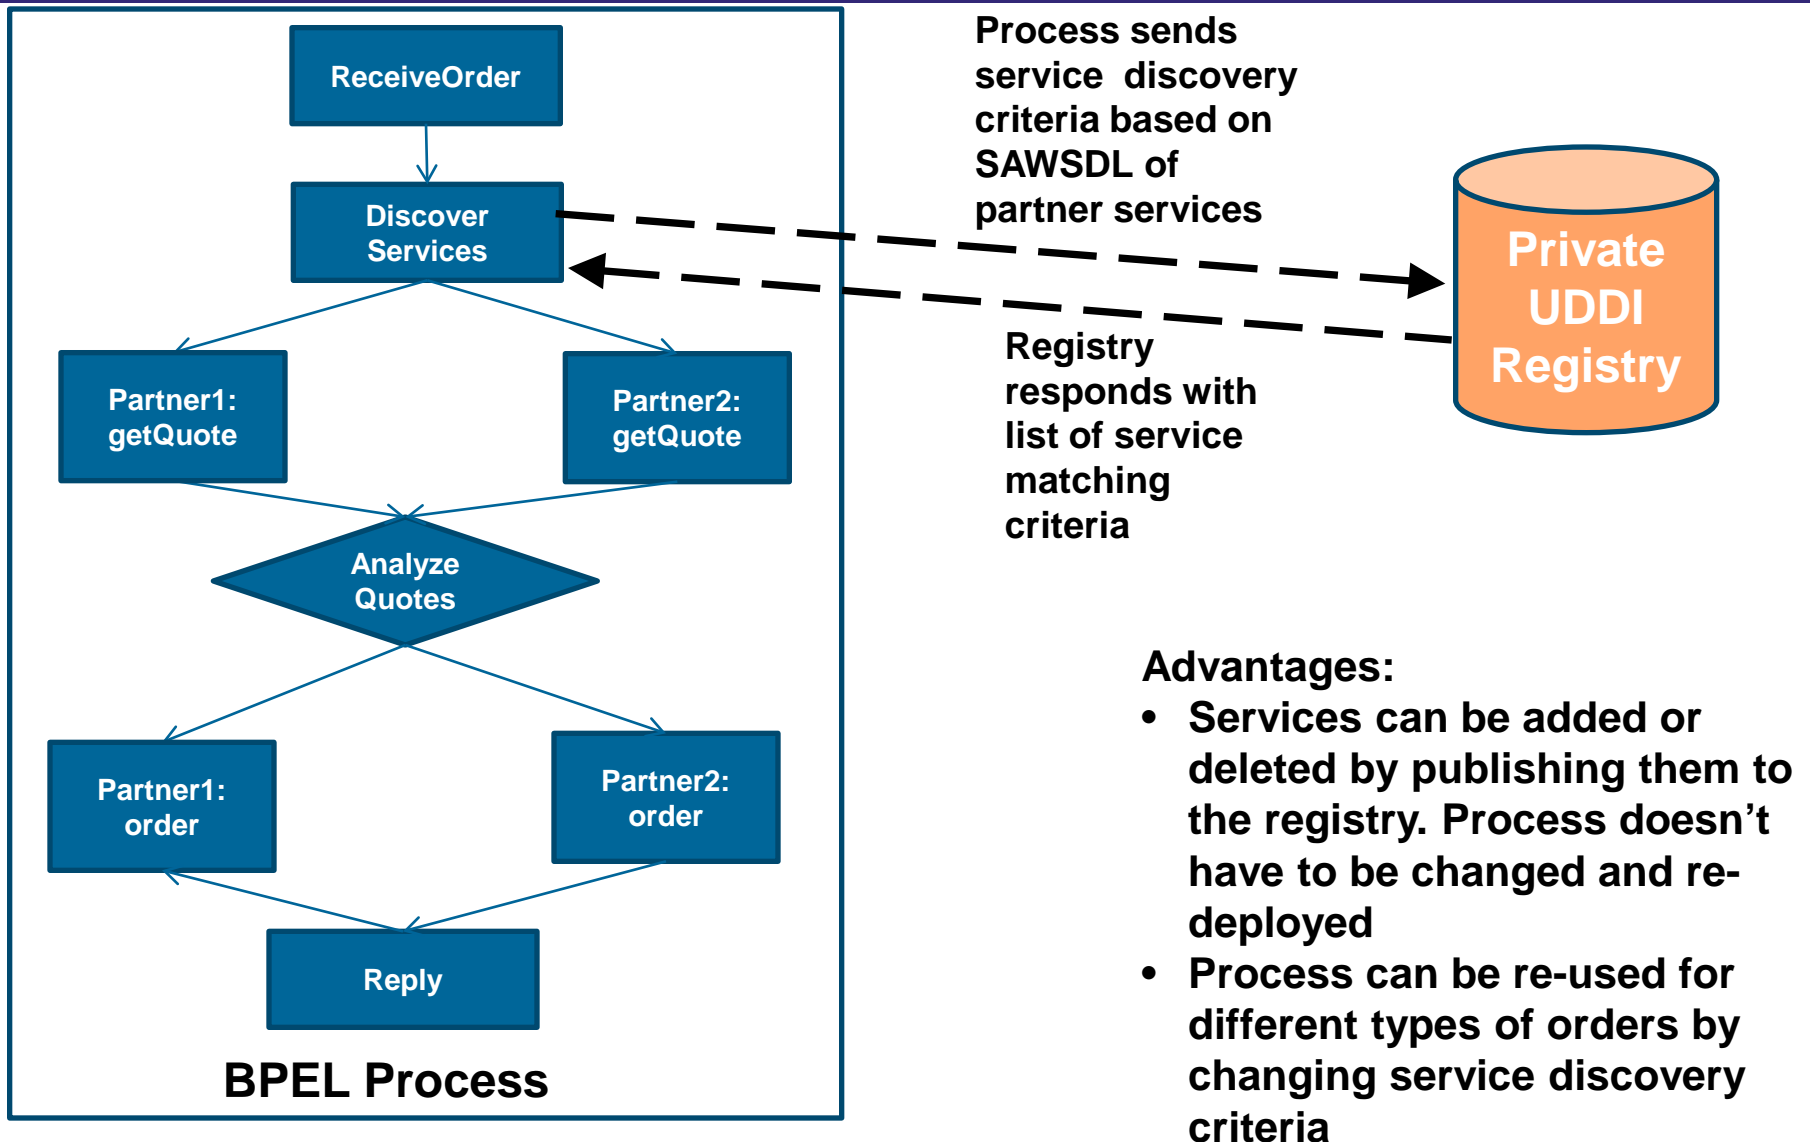 ReceiveOrder
Discover
Services
Partner1:
getQuote
Partner2:
getQuote
Analyze
Quotes
Partner1:
order
Partner2:
order
Reply
BPEL Process
Process sends
service discovery
criteria based on
SAWSDL of
partner services
Private
UDDI
Registry
Registry
responds with
list of service
matching
criteria
Advantages:
• Services can be added or
deleted by publishing them to
the registry. Process doesn’t
have to be changed and re-
deployed
• Process can be re-used for
different types of orders by
changing service discovery
criteria